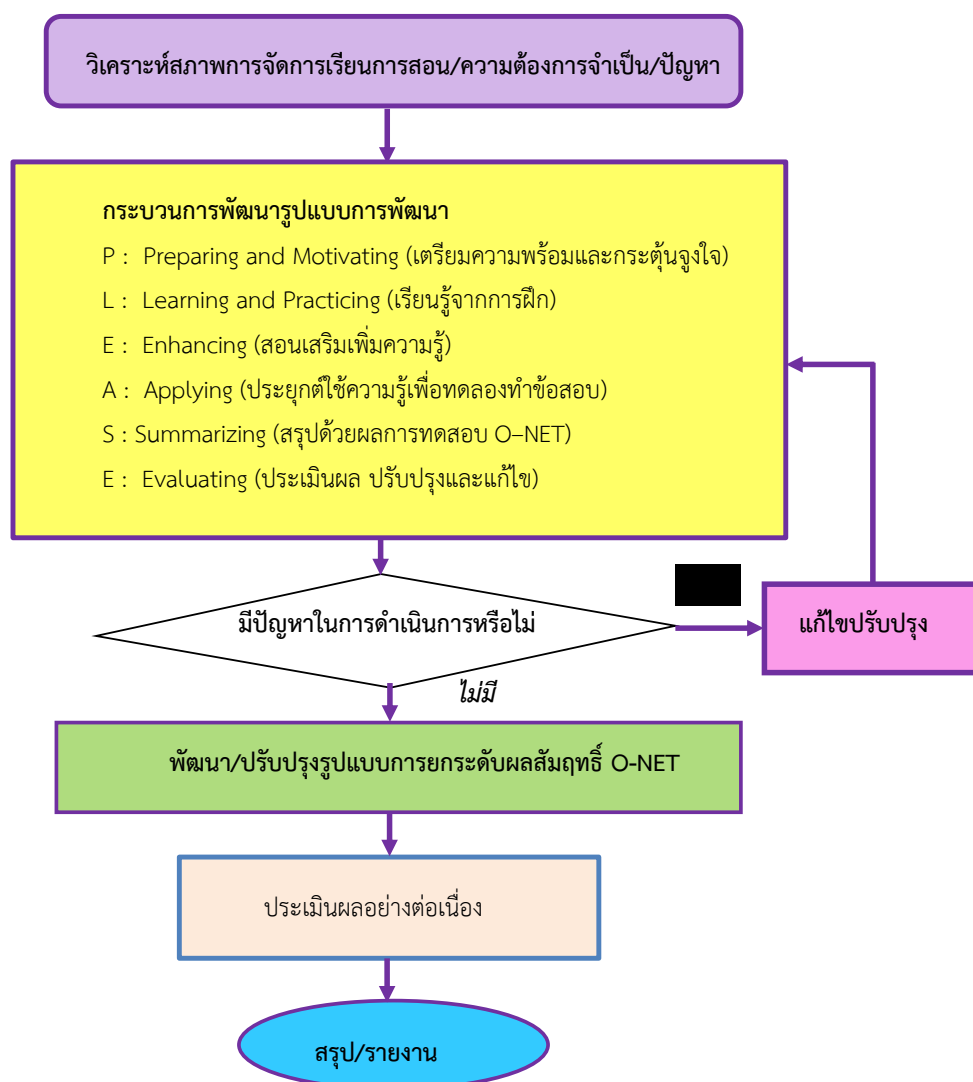 วิเคราะห์สภาพการจัดการเรียนการสอน/ความต้องการจำเป็น/ปัญหา
กระบวนการพัฒนารูปแบบการพัฒนา
P : Preparing and Motivating (เตรียมความพร้อมและกระตุ้นจูงใจ)
L : Learning and Practicing (เรียนรู้จากการฝึก)
E : Enhancing (สอนเสริมเพิ่มความรู้)
A : Applying (ประยุกต์ใช้ความรู้เพื่อทดลองทำข้อสอบ)
S : Summarizing (สรุปด้วยผลการทดสอบ O–NET)
E : Evaluating (ประเมินผล ปรับปรุงและแก้ไข)
มีปัญหาในการดำเนินการหรือไม่
แก้ไขปรับปรุง
ไม่มี
พัฒนา/ปรับปรุงรูปแบบการยกระดับผลสัมฤทธิ์ O-NET
ประเมินผลอย่างต่อเนื่อง
สรุป/รายงาน